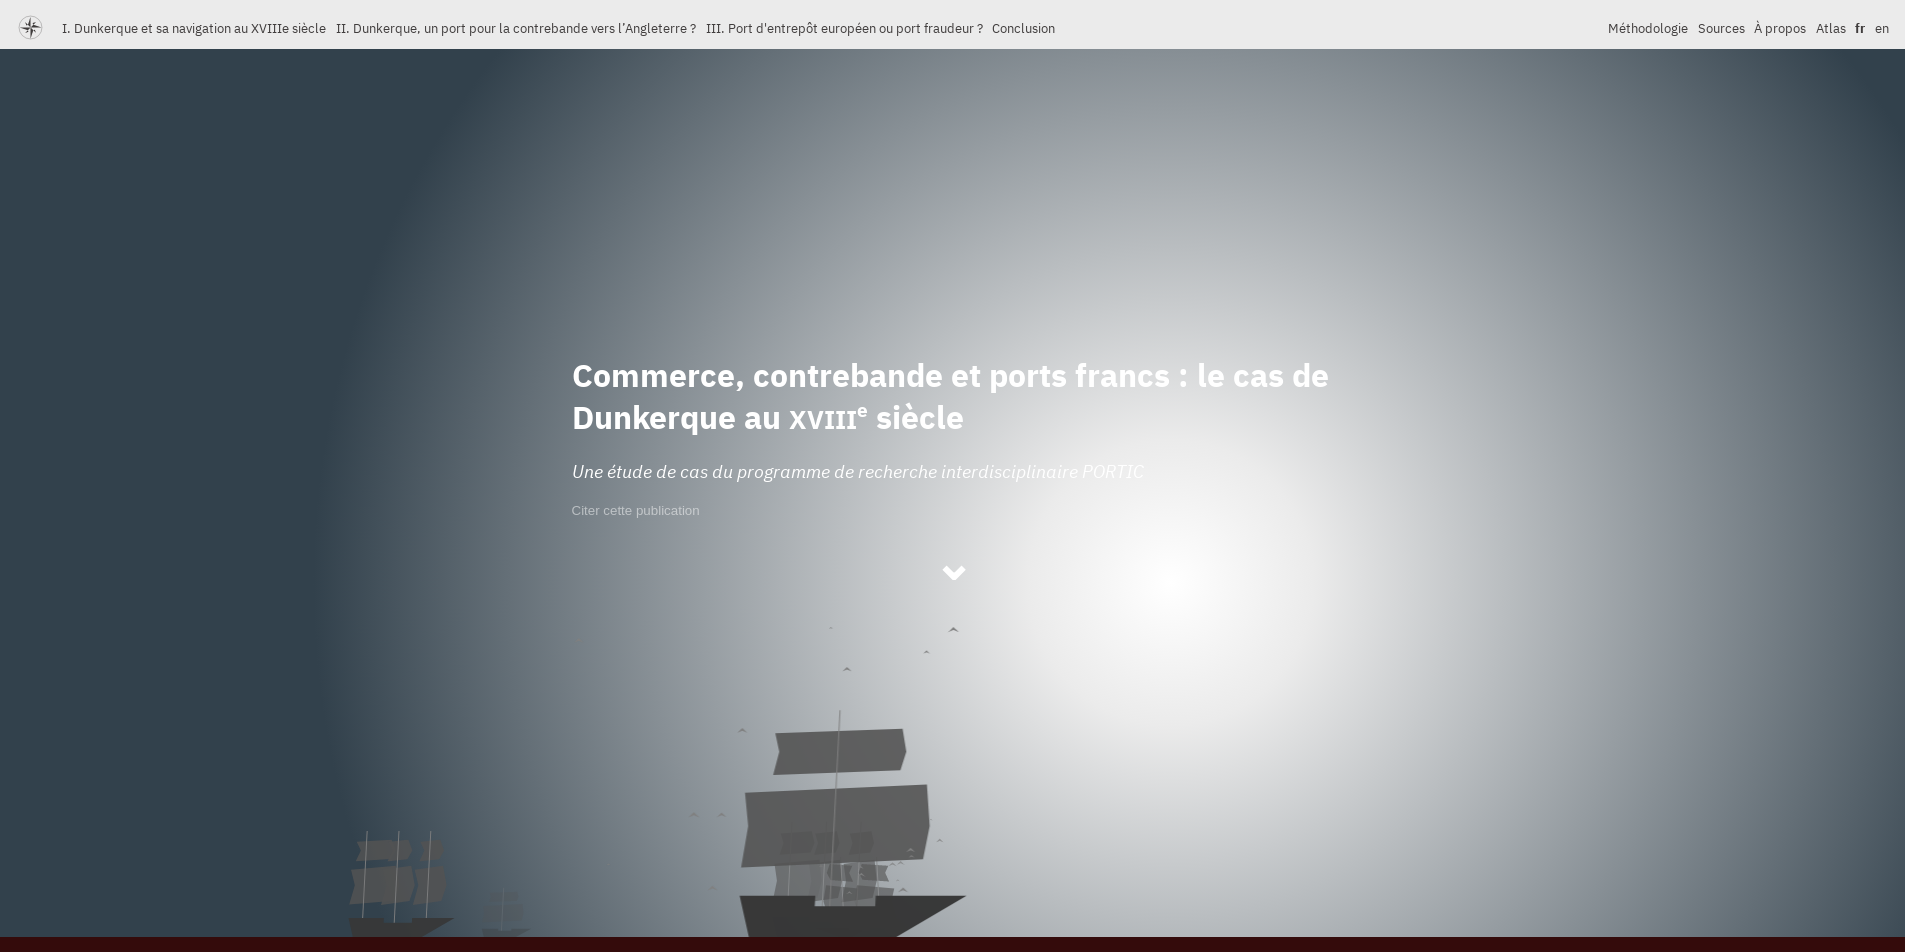 I. Dunkerque et sa navigation au XVIIIe siècle II. Dunkerque, un port pour la contrebande vers l’Angleterre ? III. Port d'entrepôt européen ou port fraudeur ? Conclusion Méthodologie Sources À propos Atlas fr en
Commerce, contrebande et ports francs : le cas de
Dunkerque au XVIIIe siècle
Une étude de cas du programme de recherche interdisciplinaire PORTIC
Citer cette publication